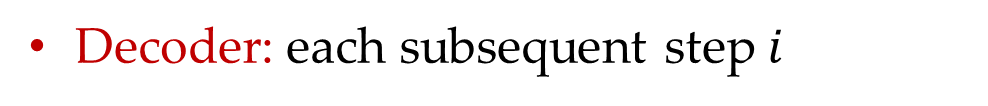 • Decoder: each subsequent step i